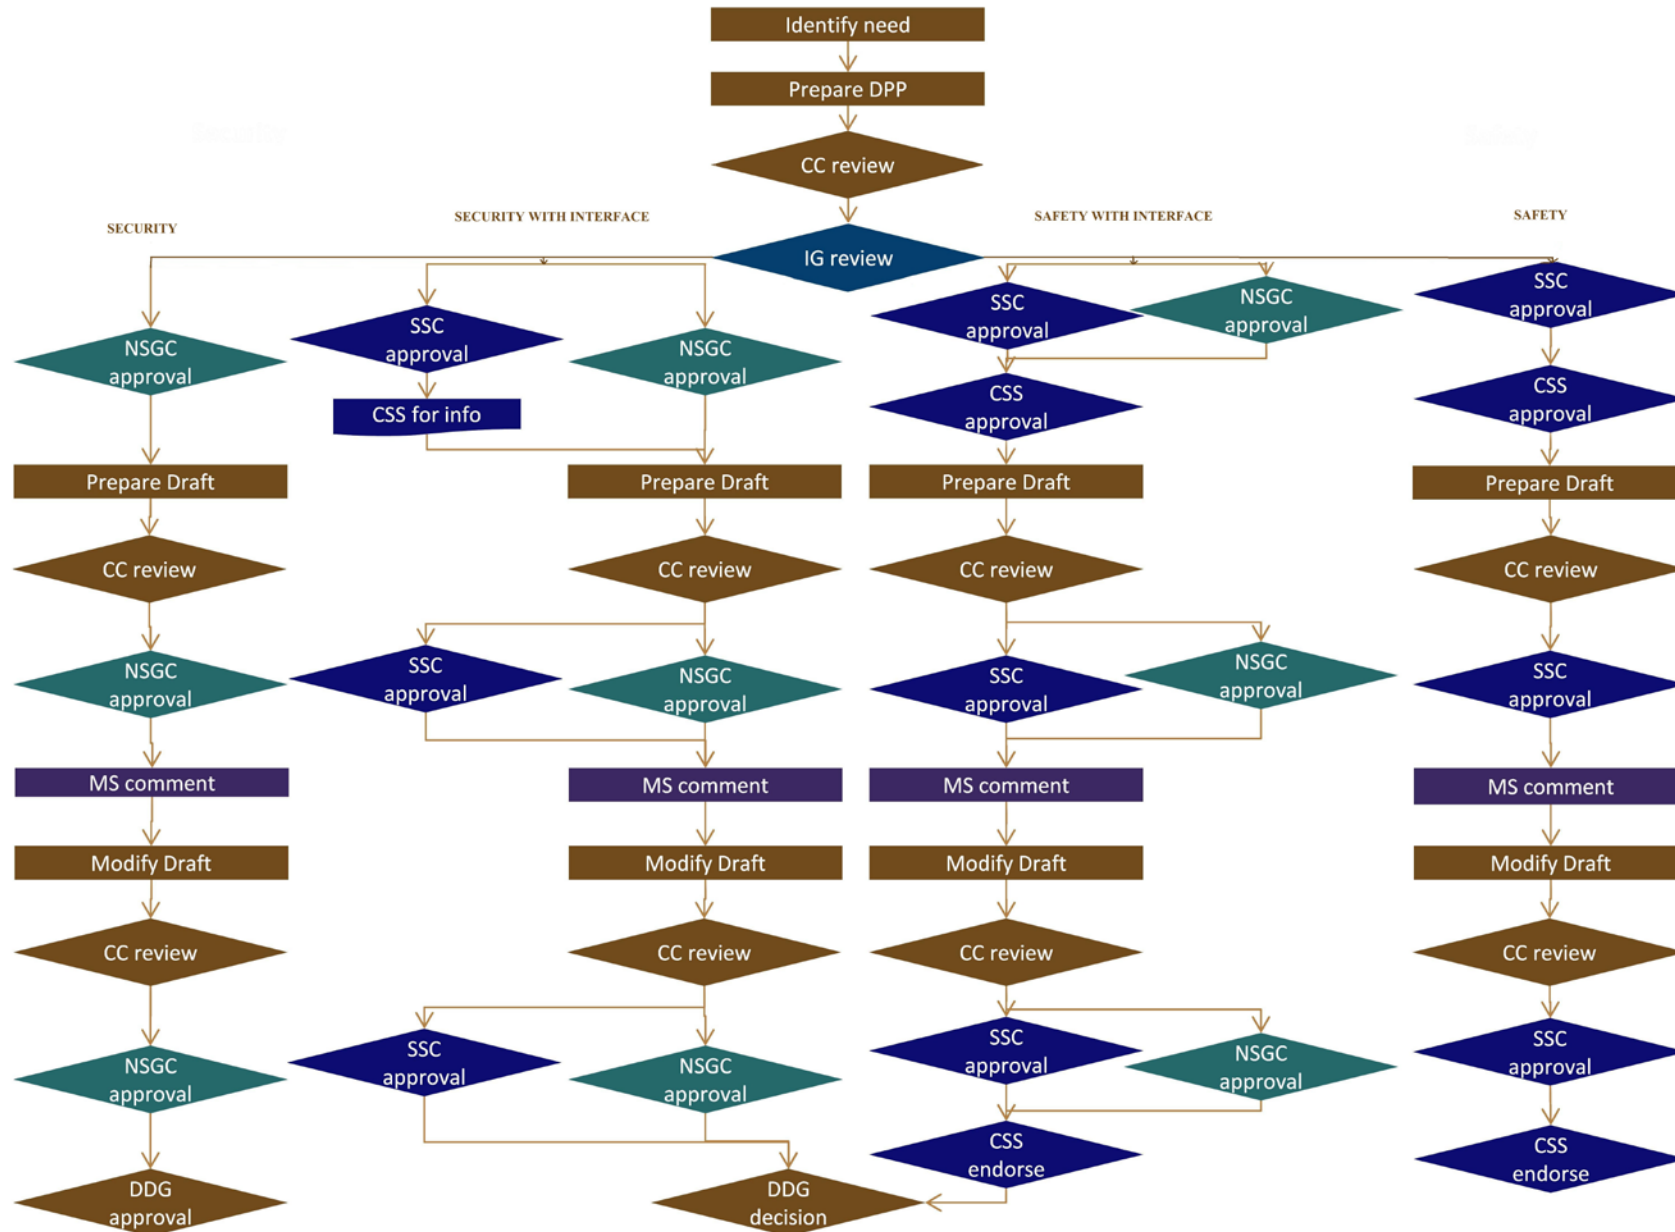 Identify need
Prepare DPP
CC review
SECURITY
SECURITY WITH INTERFACE
SAFETY WITH INTERFACE
SAFETY
IG review
NSGC
approval
SSC
approval
NSGC
approval
SSC
approval
NSGC
approval
SSC
approval
CSS for info
CSS
approval
CSS
approval
Prepare Draft
Prepare Draft
Prepare Draft
Prepare Draft
CC review
CC review
CC review
CC review
NSGC
approval
SSC
approval
NSGC
approval
SSC
approval
NSGC
approval
SSC
approval
MS comment
MS comment
MS comment
MS comment
Modify Draft
Modify Draft
Modify Draft
Modify Draft
CC review
CC review
CC review
CC review
NSGC
approval
SSC
approval
NSGC
approval
SSC
approval
NSGC
approval
SSC
approval
CSS
endorse
CSS
endorse
DDG
approval
DDG
decision